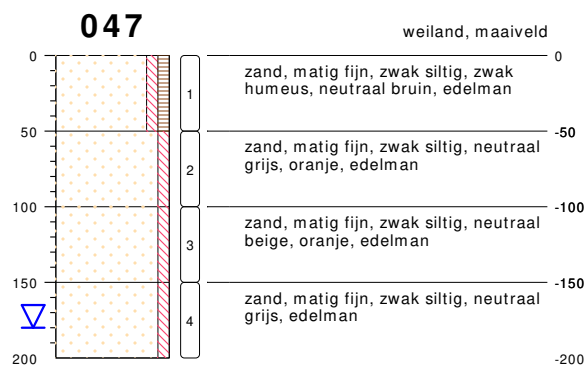 047
weiland, maaiveld
0
0
zand, matig fijn, zwak siltig, zwak
humeus, neutraal bruin, edelman
1
50
-50
zand, matig fijn, zwak siltig, neutraal
grijs, oranje, edelman
2
100
-100
zand, matig fijn, zwak siltig, neutraal
beige, oranje, edelman
3
150
-150
zand, matig fijn, zwak siltig, neutraal
grijs, edelman
4
200
-200